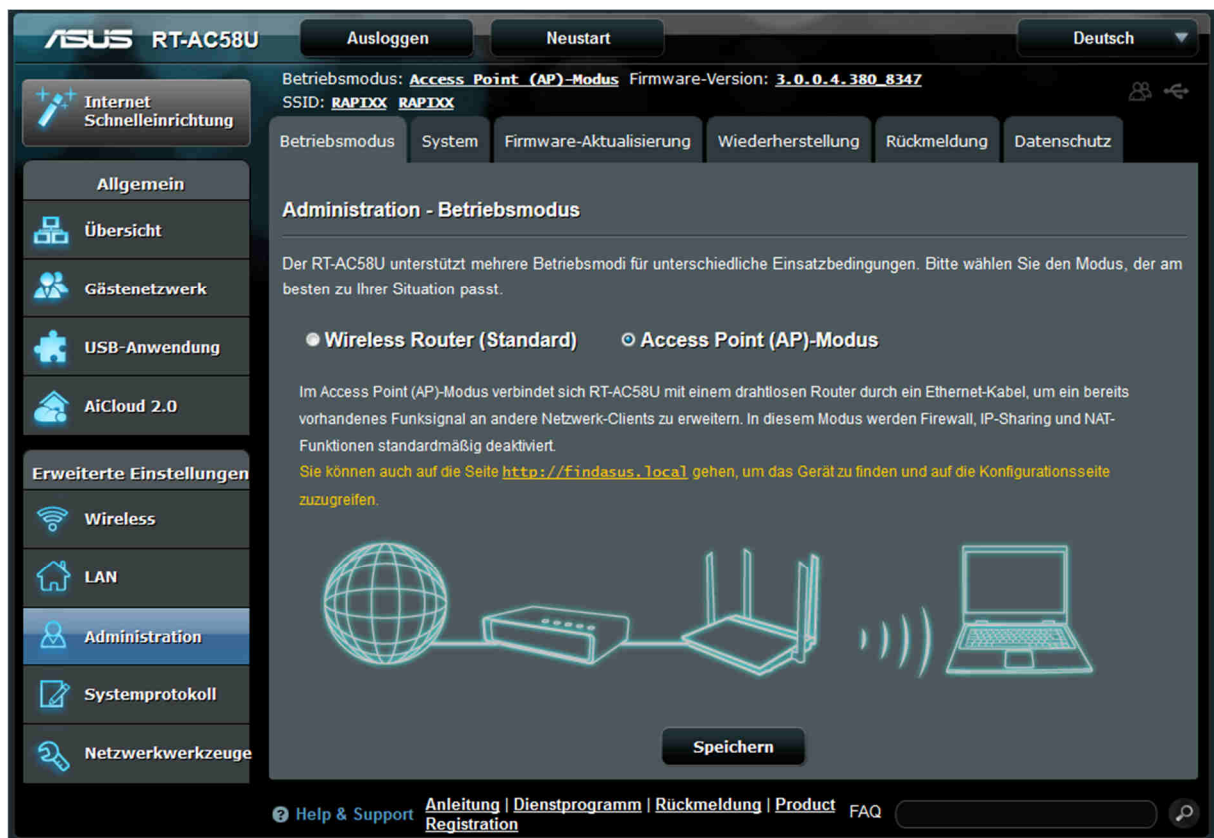 ASUS RT-AC58U
Ausloggen
Neustart
Deutsch
Betriebsmodus: Access Point (AP)-Modus Firmware-Version: 3.0.0.4.380_8347
SSID: RAPIXX RAPIXX
Internet
Schnelleinrichtung
Betriebsmodus
System
Firmware-Aktualisierung
Wiederherstellung
Rückmeldung
Datenschutz
Allgemein
Übersicht
Gästenetzwerk
USB-Anwendung
AiCloud 2.0
Erweiterte Einstellungen
Wireless
LAN
Administration
Systemprotokoll
Netzwerkwerkzeuge
Administration - Betriebsmodus
Der RT-AC58U unterstützt mehrere Betriebsmodi für unterschiedliche Einsatzbedingungen. Bitte wählen Sie den Modus, der am
besten zu Ihrer Situation passt.
Wireless Router (Standard)
Access Point (AP)-Modus
Im Access Point (AP)-Modus verbindet sich RT-AC58U mit einem drahtlosen Router durch ein Ethernet-Kabel, um ein bereits
vorhandenes Funksignal an andere Netzwerk-Clients zu erweitern. In diesem Modus werden Firewall, IP-Sharing und NAT-
Funktionen standardmäßig deaktiviert.
Sie können auch auf die Seite http://findasus.local gehen, um das Gerät zu finden und auf die Konfigurationsseite
zuzugreifen.
Speichern
Help & Support
Anleitung | Dienstprogramm | Rückmeldung | Product
Registration
FAQ